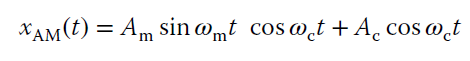 x_AM(t) = A_m sin ω_m t cos ω_c t + A_c cos ω_c t